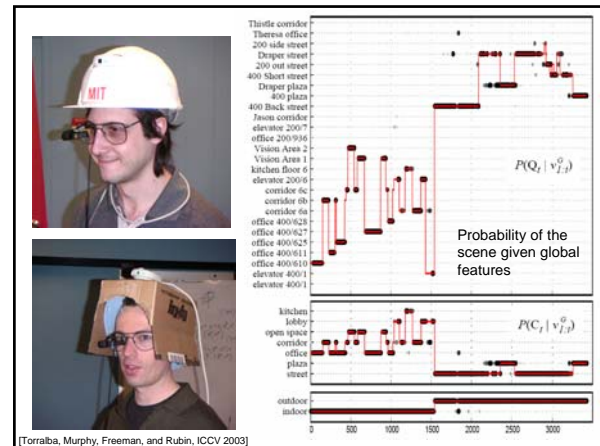 MIT
Thistle corridor
Theresa office
200 side street
Draper street
200 out street
400 Short street
Draper plaza
400 plaza
400 Back street
Jason corridor
elevator 200/7
office 200/936
Vision Area 2
Vision Area 1
kitchen floor 6
elevator 200/6
corridor 6c
corridor 6b
corridor 6a
office 400/628
office 400/627
office 400/625
office 400/611
office 400/610
elevator 400/1
elevator 400/1
P(Q_t | v^G_{1:t})
Probability of the
scene given global
features
kitchen
lobby
open space
corridor
office
plaza
street
P(C_t | v^G_{1:t})
outdoor
indoor
0 500 1000 1500 2000 2500 3000 3500
[Torralba, Murphy, Freeman, and Rubin, ICCV 2003]